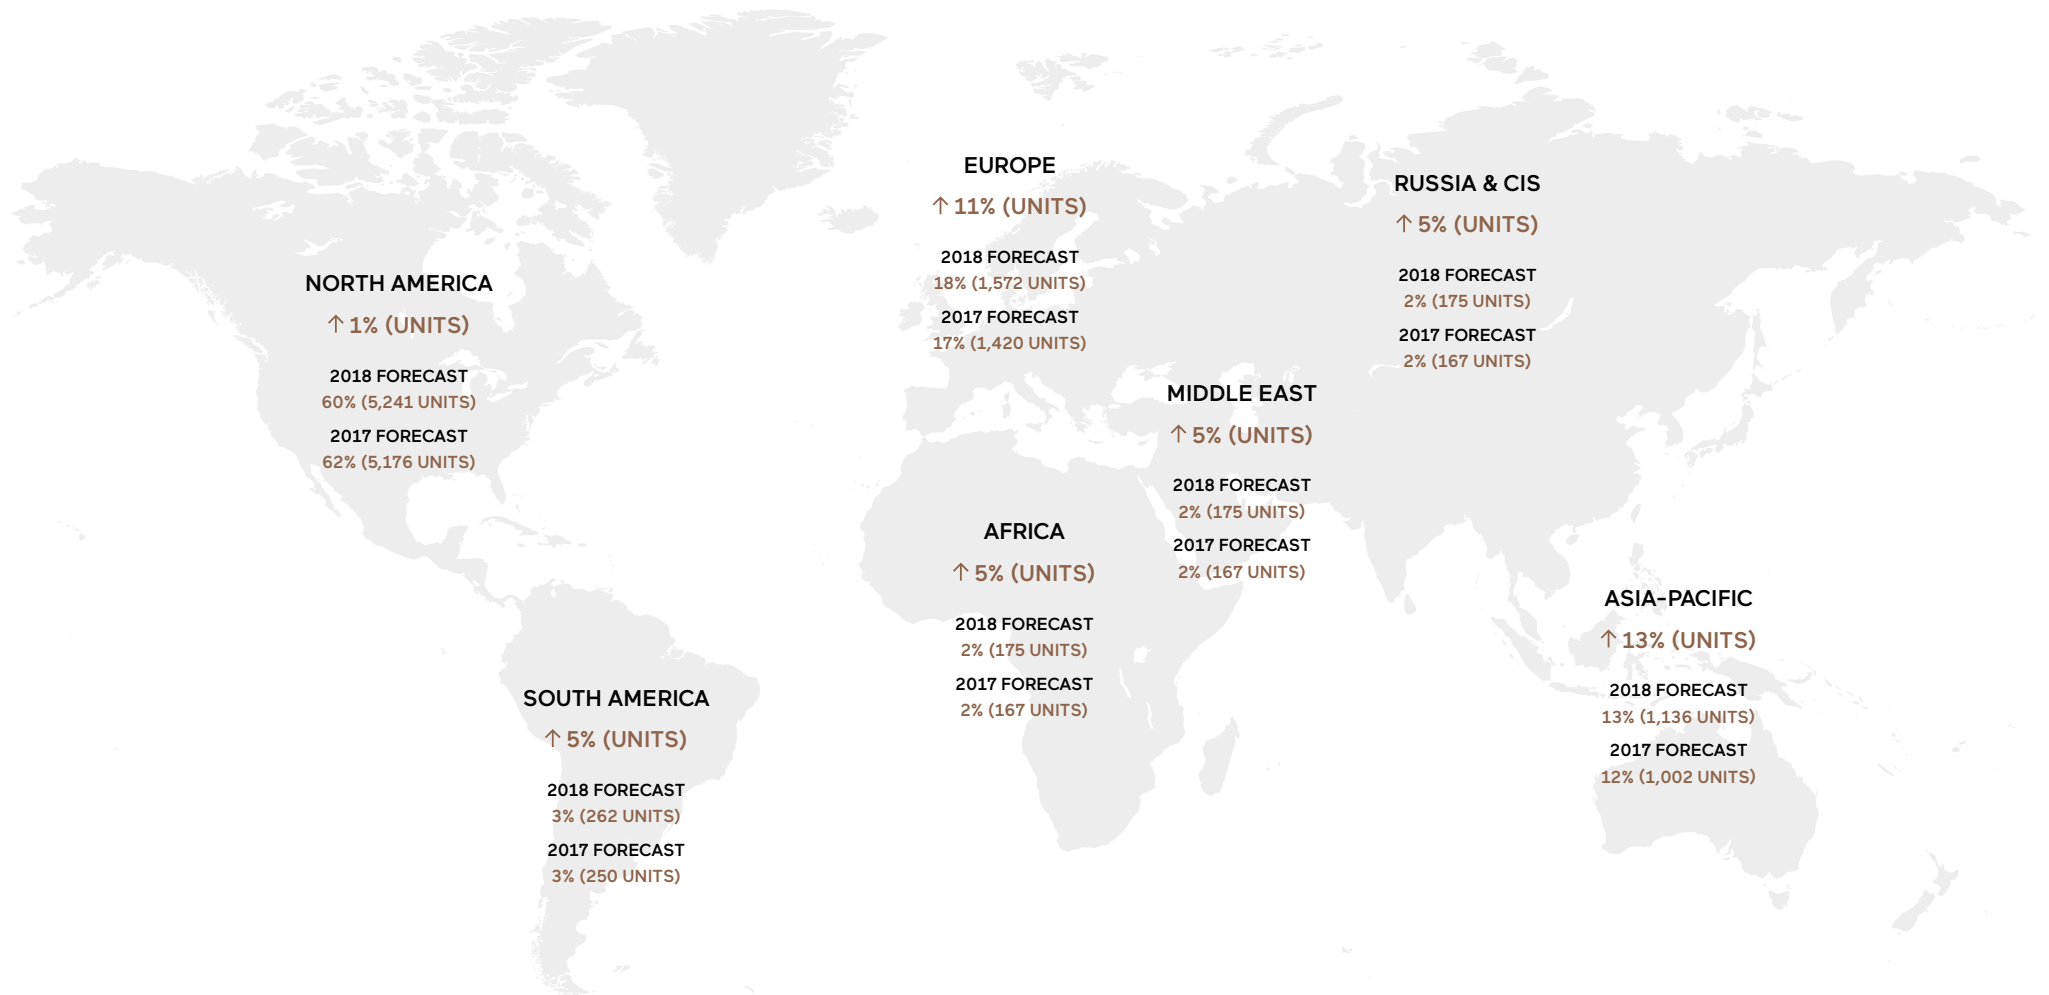 EUROPE
↑ 11% (UNITS)
2018 FORECAST
18% (1,572 UNITS)
2017 FORECAST
17% (1,420 UNITS)
RUSSIA & CIS
↑ 5% (UNITS)
2018 FORECAST
2% (175 UNITS)
2017 FORECAST
2% (167 UNITS)
NORTH AMERICA
↑ 1% (UNITS)
2018 FORECAST
60% (5,241 UNITS)
2017 FORECAST
62% (5,176 UNITS)
MIDDLE EAST
↑ 5% (UNITS)
2018 FORECAST
2% (175 UNITS)
2017 FORECAST
2% (167 UNITS)
AFRICA
↑ 5% (UNITS)
2018 FORECAST
2% (175 UNITS)
2017 FORECAST
2% (167 UNITS)
ASIA-PACIFIC
↑ 13% (UNITS)
2018 FORECAST
13% (1,136 UNITS)
2017 FORECAST
12% (1,002 UNITS)
SOUTH AMERICA
↑ 5% (UNITS)
2018 FORECAST
3% (262 UNITS)
2017 FORECAST
3% (250 UNITS)